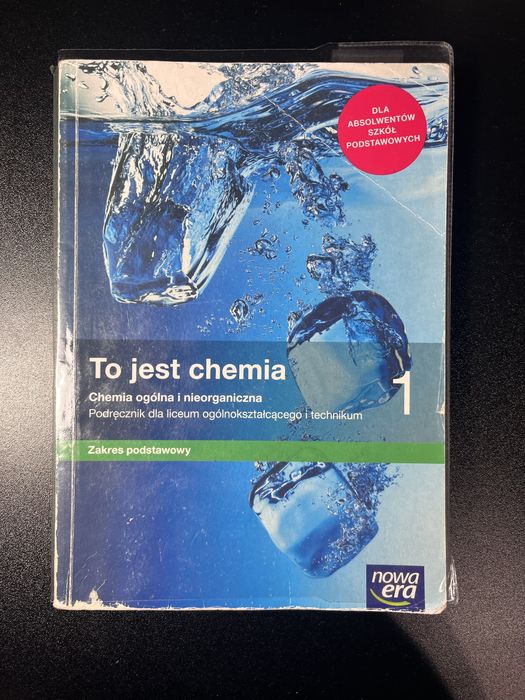 DLA
ABSOLWENTÓW
SZKÓŁ
PODSTAWOWYCH
To jest chemia
1
Chemia ogólna i nieorganiczna
Podręcznik dla liceum ogólnokształcącego i technikum
Zakres podstawowy
nowa
era